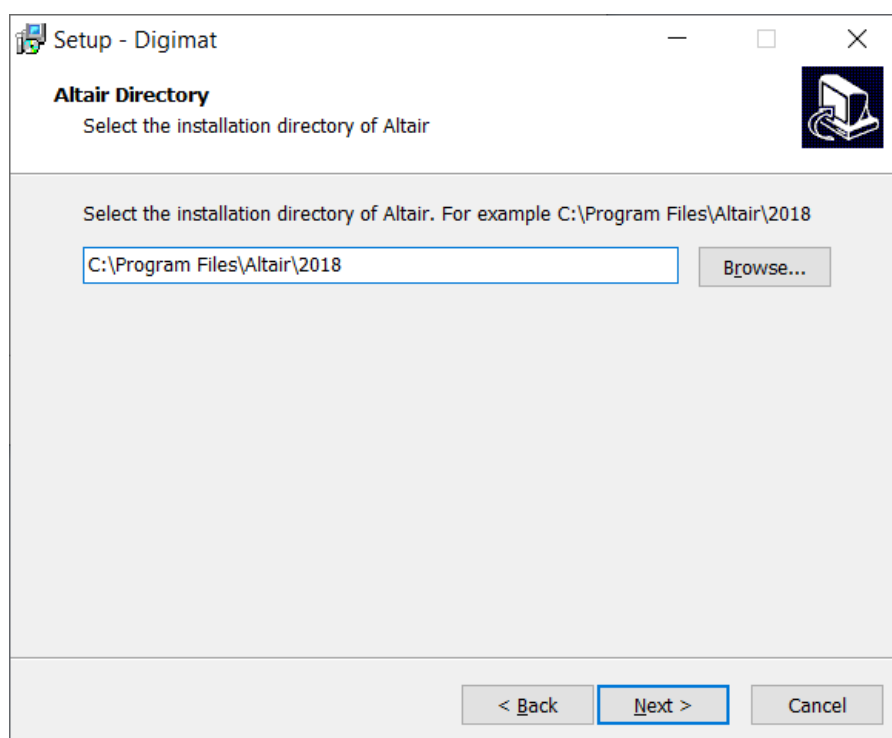 Setup - Digimat
Altair Directory
Select the installation directory of Altair
Select the installation directory of Altair. For example C:\Program Files\Altair\2018
C:\Program Files\Altair\2018
Browse...
< Back
Next >
Cancel